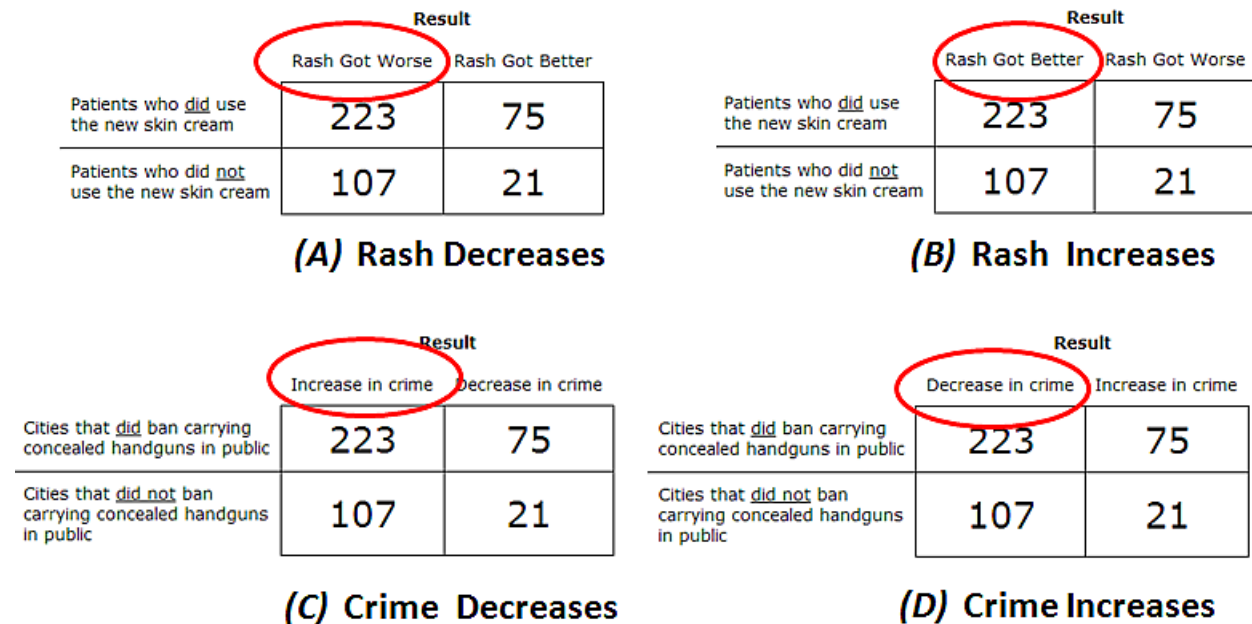 Result
Rash Got Worse Rash Got Better
Patients who did use
the new skin cream
223 75
Patients who did not
use the new skin cream
107 21
(A) Rash Decreases
Result
Rash Got Better Rash Got Worse
Patients who did use
the new skin cream
223 75
Patients who did not
use the new skin cream
107 21
(B) Rash Increases
Result
Increase in crime Decrease in crime
Cities that did ban carrying
concealed handguns in public
223 75
Cities that did not ban
carrying concealed handguns
in public
107 21
(C) Crime Decreases
Result
Decrease in crime Increase in crime
Cities that did ban carrying
concealed handguns in public
223 75
Cities that did not ban
carrying concealed handguns
in public
107 21
(D) Crime Increases